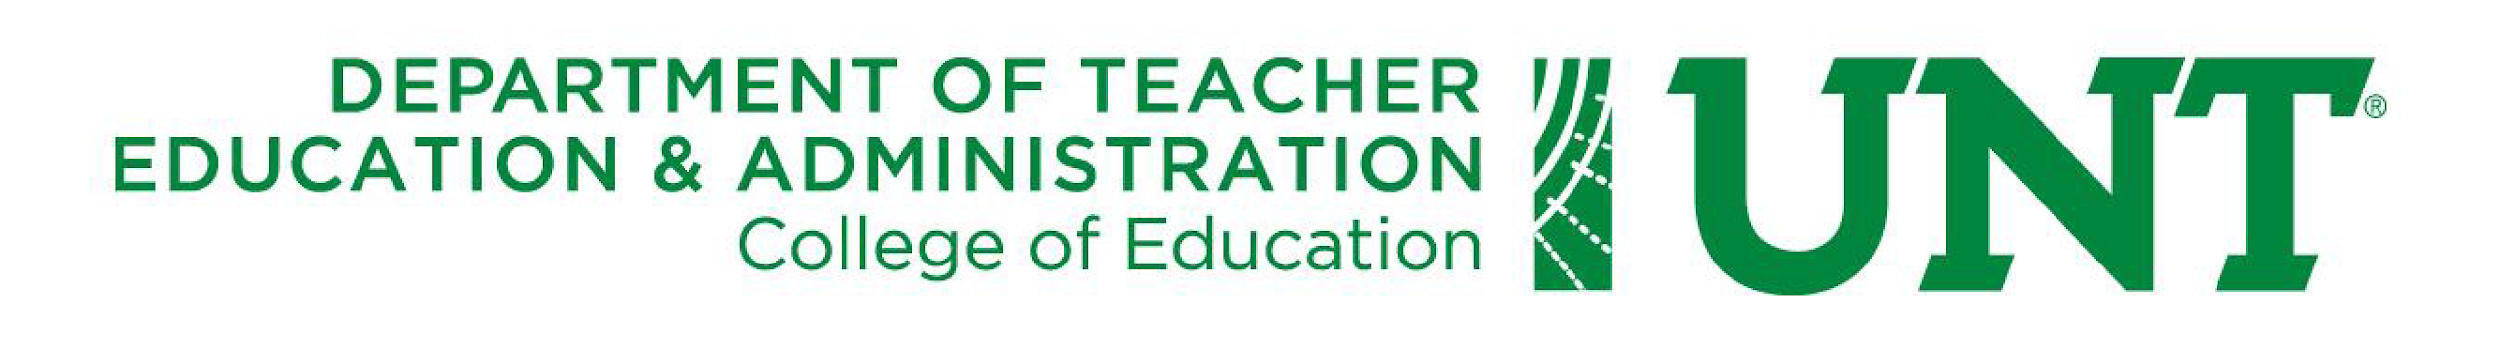 DEPARTMENT OF TEACHER
EDUCATION & ADMINISTRATION
College of Education
UNT®